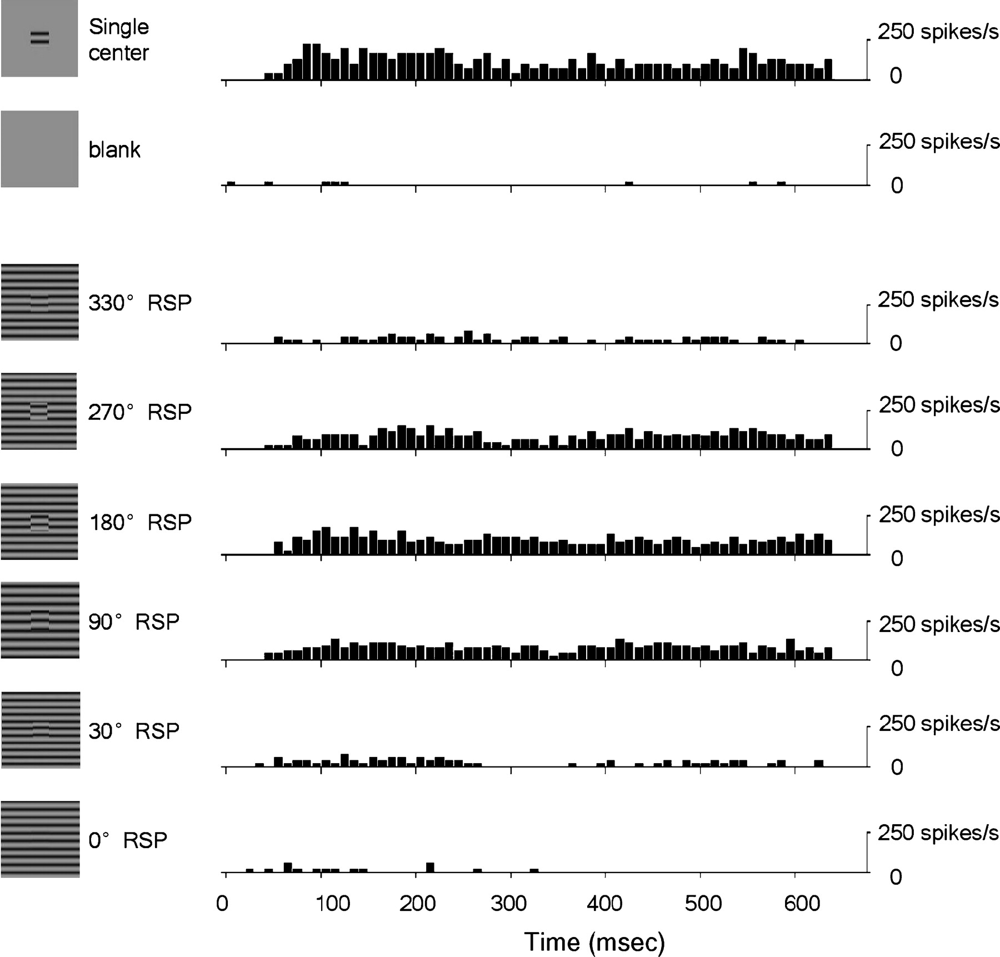 Single
center
250 spikes/s
0
blank
250 spikes/s
0
330° RSP
250 spikes/s
0
270° RSP
250 spikes/s
0
180° RSP
250 spikes/s
0
90° RSP
250 spikes/s
0
30° RSP
250 spikes/s
0
0° RSP
250 spikes/s
0
0 100 200 300 400 500 600
Time (msec)